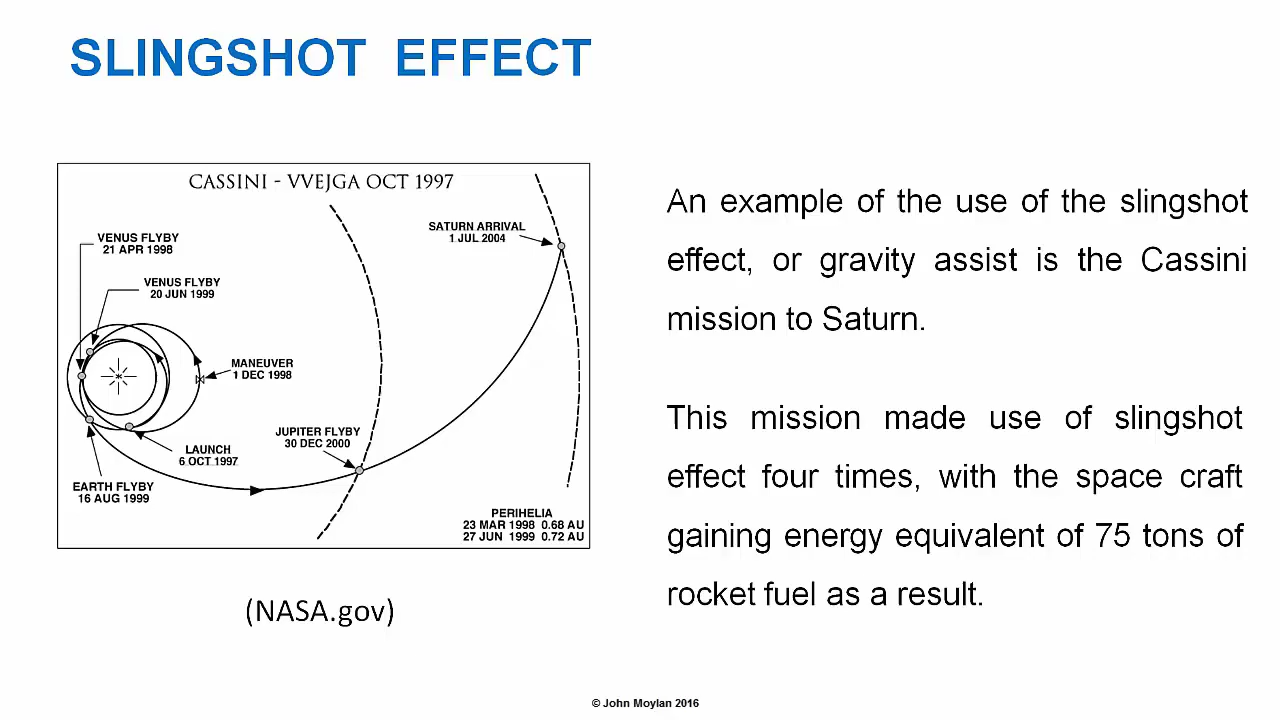 SLINGSHOT EFFECT
CASSINI - VVEJGA OCT 1997
VENUS FLYBY
21 APR 1998
VENUS FLYBY
20 JUN 1999
SATURN ARRIVAL
1 JUL 2004
MANEUVER
1 DEC 1998
JUPITER FLYBY
30 DEC 2000
LAUNCH
6 OCT 1997
EARTH FLYBY
16 AUG 1999
PERIHELIA
23 MAR 1998 0.68 AU
27 JUN 1999 0.72 AU
(NASA.gov)
An example of the use of the slingshot
effect, or gravity assist is the Cassini
mission to Saturn.
This mission made use of slingshot
effect four times, with the space craft
gaining energy equivalent of 75 tons of
rocket fuel as a result.
© John Moylan 2016